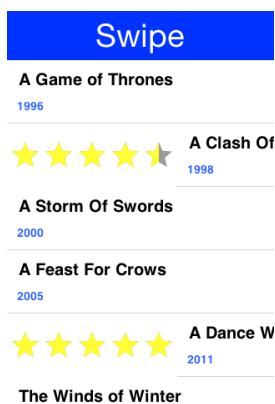 Swipe
A Game of Thrones
1996
A Clash Of
1998
A Storm Of Swords
2000
A Feast For Crows
2005
A Dance W
2011
The Winds of Winter